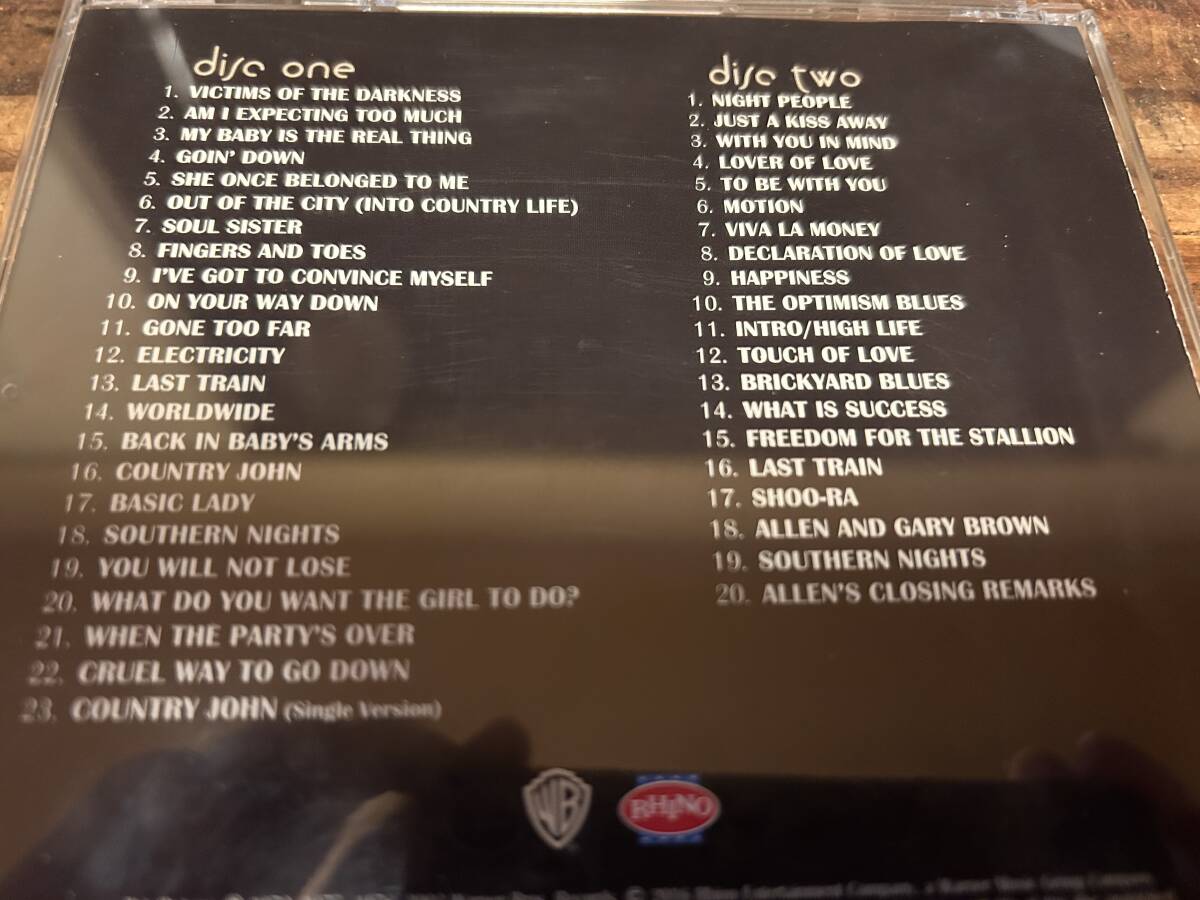 disc one
1. VICTIMS OF THE DARKNESS
2. AM I EXPECTING TOO MUCH
3. MY BABY IS THE REAL THING
4. GOIN' DOWN
5. SHE ONCE BELONGED TO ME
6. OUT OF THE CITY (INTO COUNTRY LIFE)
7. SOUL SISTER
8. FINGERS AND TOES
9. I'VE GOT TO CONVINCE MYSELF
10. ON YOUR WAY DOWN
11. GONE TOO FAR
12. ELECTRICITY
13. LAST TRAIN
14. WORLDWIDE
15. BACK IN BABY'S ARMS
16. COUNTRY JOHN
17. BASIC LADY
18. SOUTHERN NIGHTS
19. YOU WILL NOT LOSE
20. WHAT DO YOU WANT THE GIRL TO DO?
21. WHEN THE PARTY'S OVER
22. CRUEL WAY TO GO DOWN
23. COUNTRY JOHN (Single Version)
disc two
1. NIGHT PEOPLE
2. JUST A KISS AWAY
3. WITH YOU IN MIND
4. LOVER OF LOVE
5. TO BE WITH YOU
6. MOTION
7. VIVA LA MONEY
8. DECLARATION OF LOVE
9. HAPPINESS
10. THE OPTIMISM BLUES
11. INTRO/HIGH LIFE
12. TOUCH OF LOVE
13. BRICKYARD BLUES
14. WHAT IS SUCCESS
15. FREEDOM FOR THE STALLION
16. LAST TRAIN
17. SHOO-RA
18. ALLEN AND GARY BROWN
19. SOUTHERN NIGHTS
20. ALLEN'S CLOSING REMARKS
WB
RHINO
Rhino Entertainment Company, a Warner Music Group Company